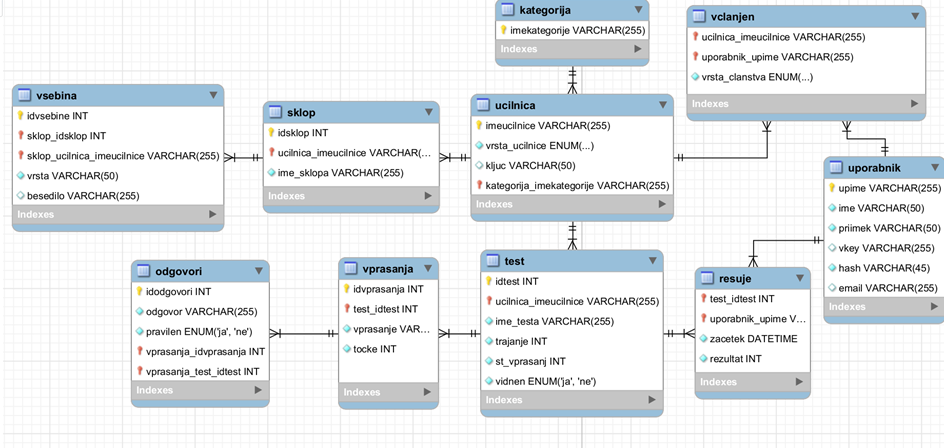 kategorija
imekategorije VARCHAR(255)
Indexes
vclanjen
ucilnica_imeucilnice VARCHAR(255)
uporabnik_upime VARCHAR(255)
vrsta_clanstva ENUM(...)
Indexes
vsebina
idvsebine INT
sklop_idsklop INT
sklop_ucilnica_imeucilnice VARCHAR(255)
vrsta VARCHAR(50)
besedilo VARCHAR(255)
Indexes
sklop
idsklop INT
ucilnica_imeucilnice VARCHAR(...
ime_sklopa VARCHAR(255)
Indexes
ucilnica
imeucilnice VARCHAR(255)
vrsta_ucilnice ENUM(...)
kljuc VARCHAR(50)
kategorija_imekategorije VARCHAR(255)
Indexes
uporabnik
upime VARCHAR(255)
ime VARCHAR(50)
priimek VARCHAR(50)
vkey VARCHAR(255)
hash VARCHAR(45)
email VARCHAR(255)
Indexes
odgovori
idodgovori INT
odgovor VARCHAR(255)
pravilen ENUM('ja', 'ne')
vprasanja_idvprasanja INT
vprasanja_test_idtest INT
Indexes
vprasanja
idvprasanja INT
test_idtest INT
vprasanje VAR...
tocke INT
Indexes
test
idtest INT
ucilnica_imeucilnice VARCHAR(255)
ime_testa VARCHAR(255)
trajanje INT
st_vprasanj INT
vidnen ENUM('ja', 'ne')
Indexes
resuje
test_idtest INT
uporabnik_upime V...
zacetek DATETIME
rezultat INT
Indexes